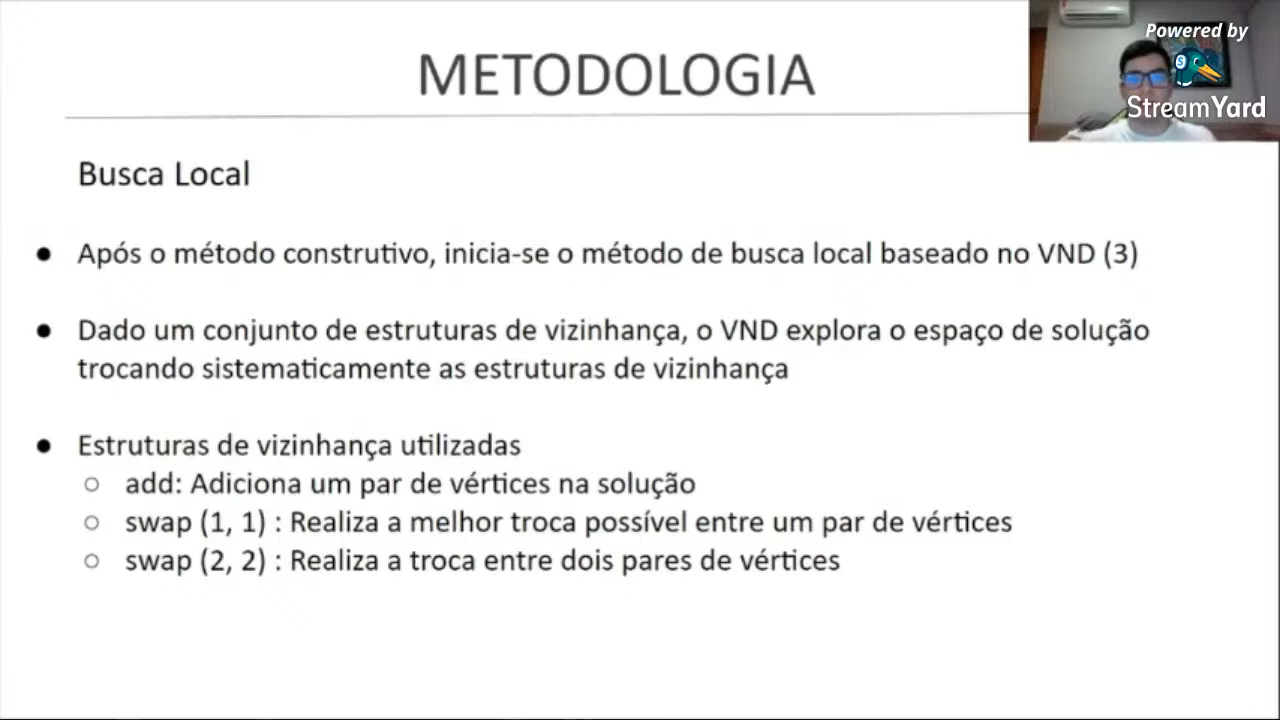 METODOLOGIA
Powered by
StreamYard
Busca Local
● Após o método construtivo, inicia-se o método de busca local baseado no VND (3)
● Dado um conjunto de estruturas de vizinhança, o VND explora o espaço de solução
trocando sistematicamente as estruturas de vizinhança
● Estruturas de vizinhança utilizadas
○ add: Adiciona um par de vértices na solução
○ swap (1, 1) : Realiza a melhor troca possível entre um par de vértices
○ swap (2, 2) : Realiza a troca entre dois pares de vértices